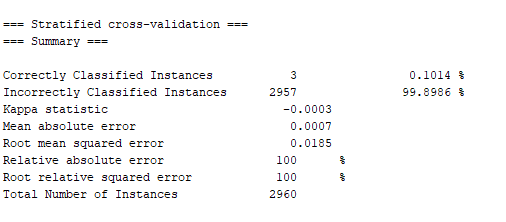 === Stratified cross-validation ===
=== Summary ===
Correctly Classified Instances 3 0.1014 %
Incorrectly Classified Instances 2957 99.8986 %
Kappa statistic -0.0003
Mean absolute error 0.0007
Root mean squared error 0.0185
Relative absolute error 100 %
Root relative squared error 100 %
Total Number of Instances 2960